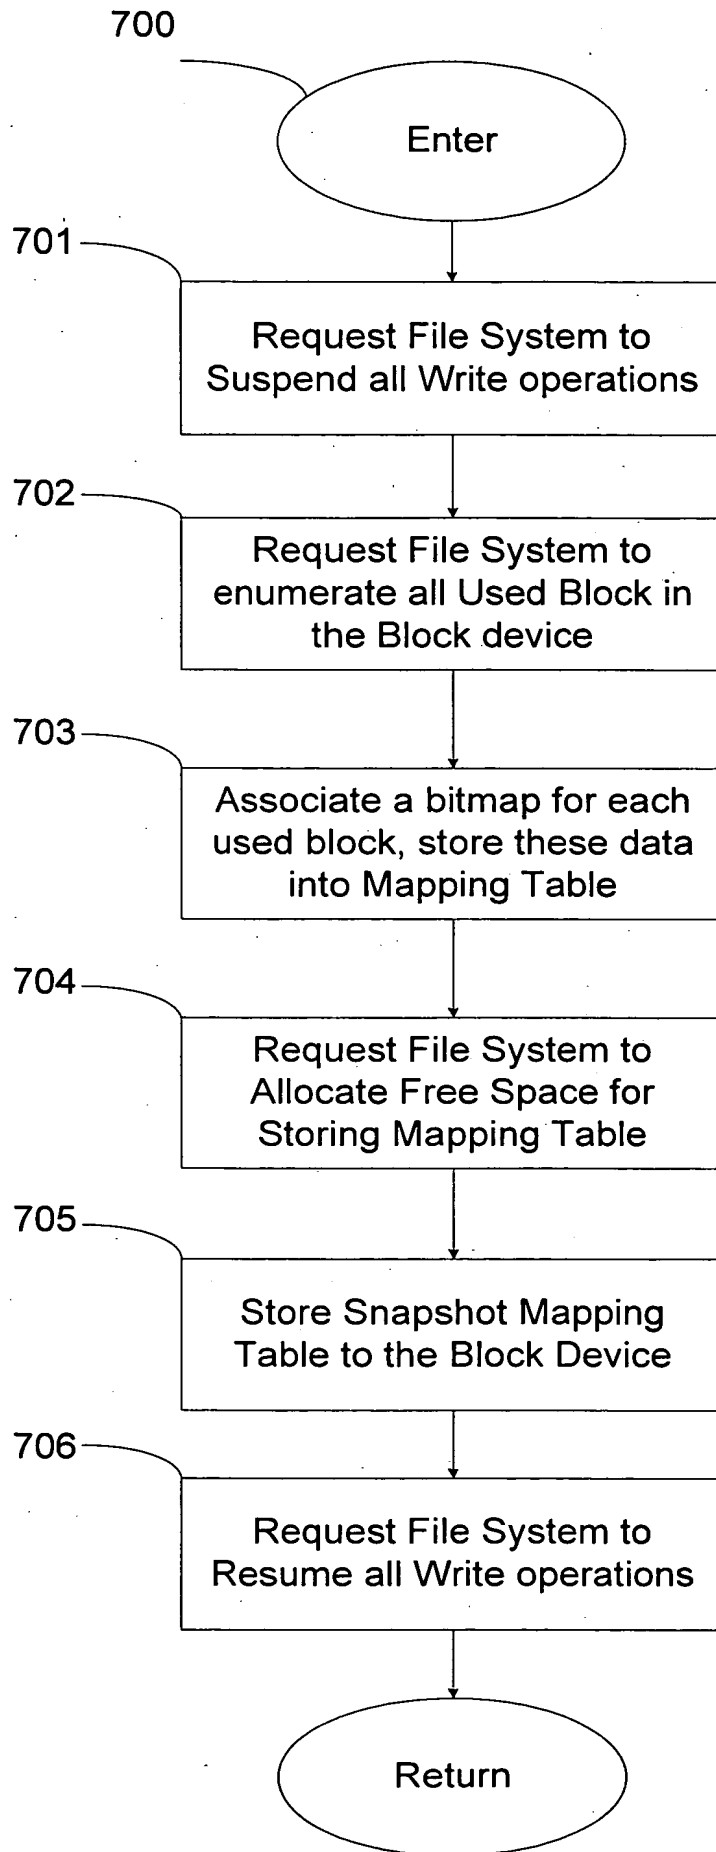 700
Enter
701
Request File System to
Suspend all Write operations
702
Request File System to
enumerate all Used Block in
the Block device
703
Associate a bitmap for each
used block, store these data
into Mapping Table
704
Request File System to
Allocate Free Space for
Storing Mapping Table
705
Store Snapshot Mapping
Table to the Block Device
706
Request File System to
Resume all Write operations
Return